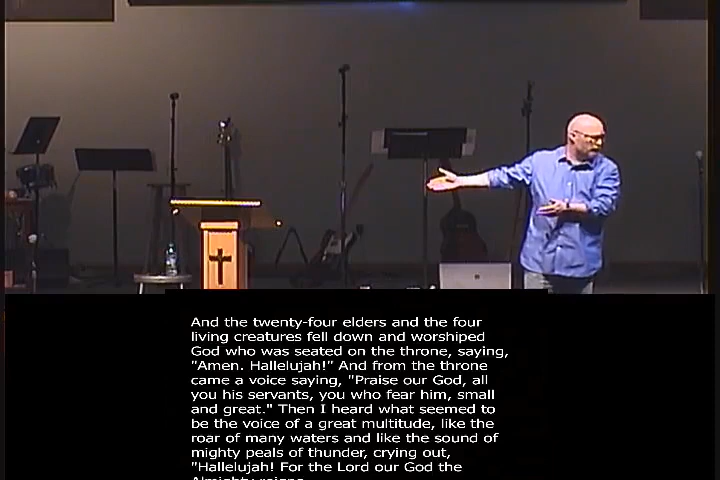 And the twenty-four elders and the four
living creatures fell down and worshiped
God who was seated on the throne, saying,
"Amen. Hallelujah!" And from the throne
came a voice saying, "Praise our God, all
you his servants, you who fear him, small
and great." Then I heard what seemed to
be the voice of a great multitude, like the
roar of many waters and like the sound of
mighty peals of thunder, crying out,
"Hallelujah! For the Lord our God the
Almighty reigns